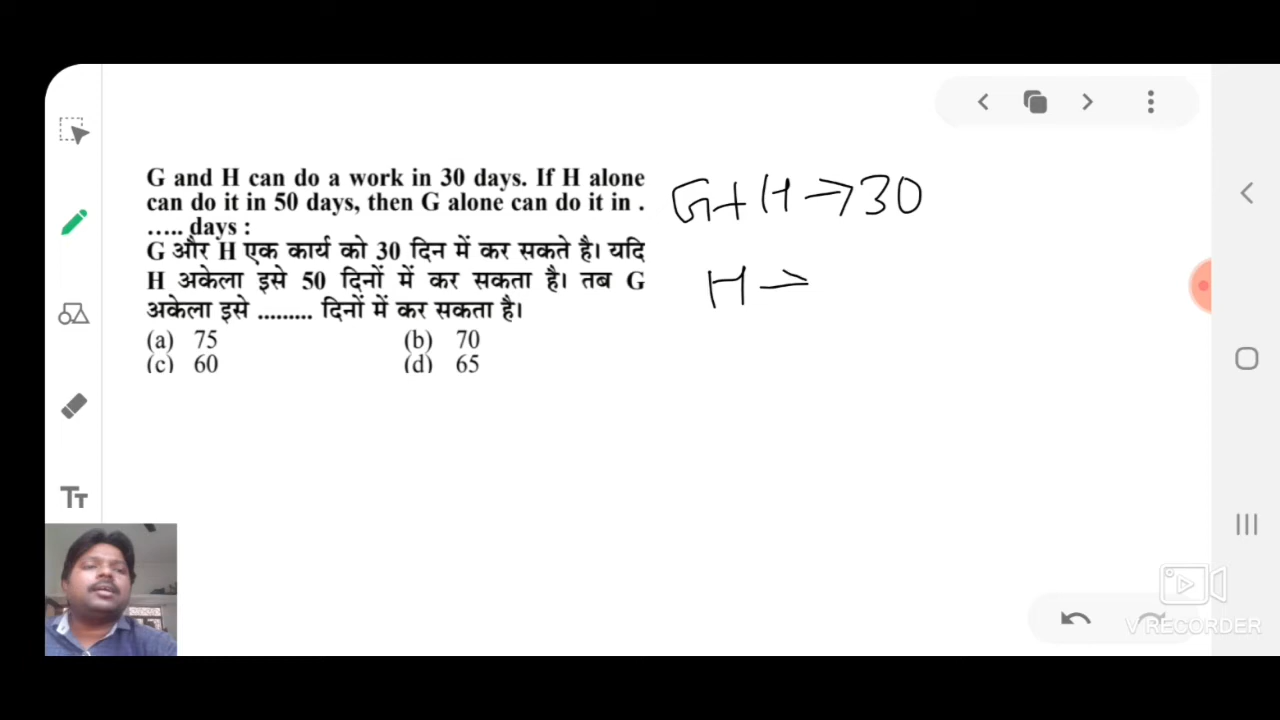 G and H can do a work in 30 days. If H alone
can do it in 50 days, then G alone can do it in .
..... days :
G और H एक कार्य को 30 दिन में कर सकते है। यदि
H अकेला इसे 50 दिनों में कर सकता है। तब G
अकेला इसे ......... दिनों में कर सकता है।
(a) 75 (b) 70
(c) 60 (d) 65
G+H→30
H→
TT
V RECORDER